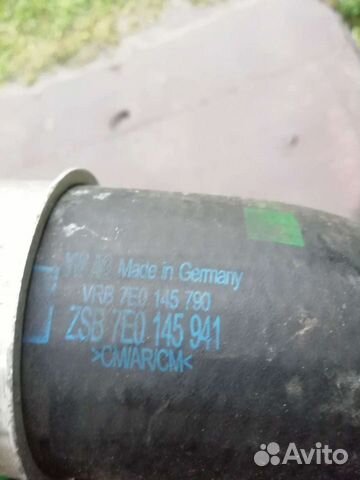 VW AG Made in Germany
VRB 7E0 145 790
ZSB 7E0 145 941
>CM/AR/CM<
Avito